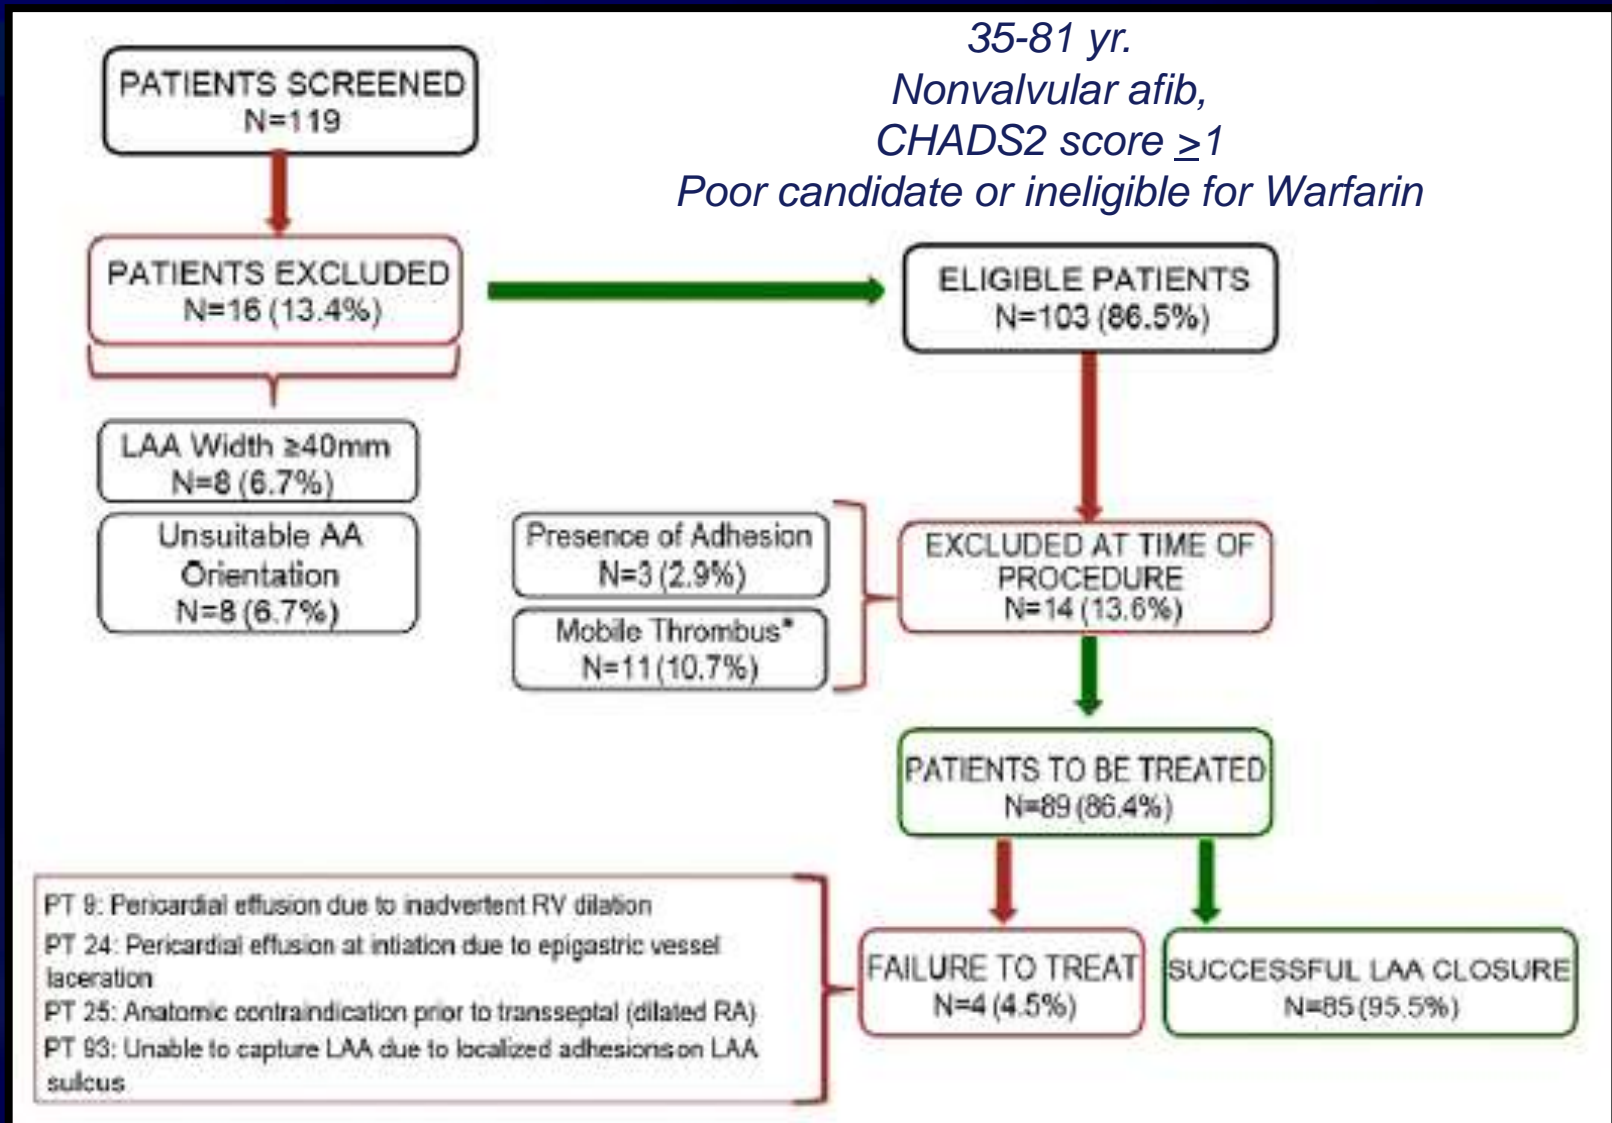 35-81 yr.
Nonvalvular afib,
CHADS2 score ≥1
Poor candidate or ineligible for Warfarin
PATIENTS SCREENED
N=119
PATIENTS EXCLUDED
N=16 (13.4%)
ELIGIBLE PATIENTS
N=103 (86.5%)
LAA Width ≥40mm
N=8 (6.7%)
Unsuitable AA
Orientation
N=8 (6.7%)
Presence of Adhesion
N=3 (2.9%)
Mobile Thrombus*
N=11 (10.7%)
EXCLUDED AT TIME OF
PROCEDURE
N=14 (13.6%)
PATIENTS TO BE TREATED
N=89 (86.4%)
PT 9: Pericardial effusion due to inadvertent RV dilation
PT 24: Pericardial effusion at intiation due to epigastric vessel
laceration
PT 25: Anatomic contraindication prior to transseptal (dilated RA)
PT 93: Unable to capture LAA due to localized adhesions on LAA
sulcus
FAILURE TO TREAT
N=4 (4.5%)
SUCCESSFUL LAA CLOSURE
N=85 (95.5%)